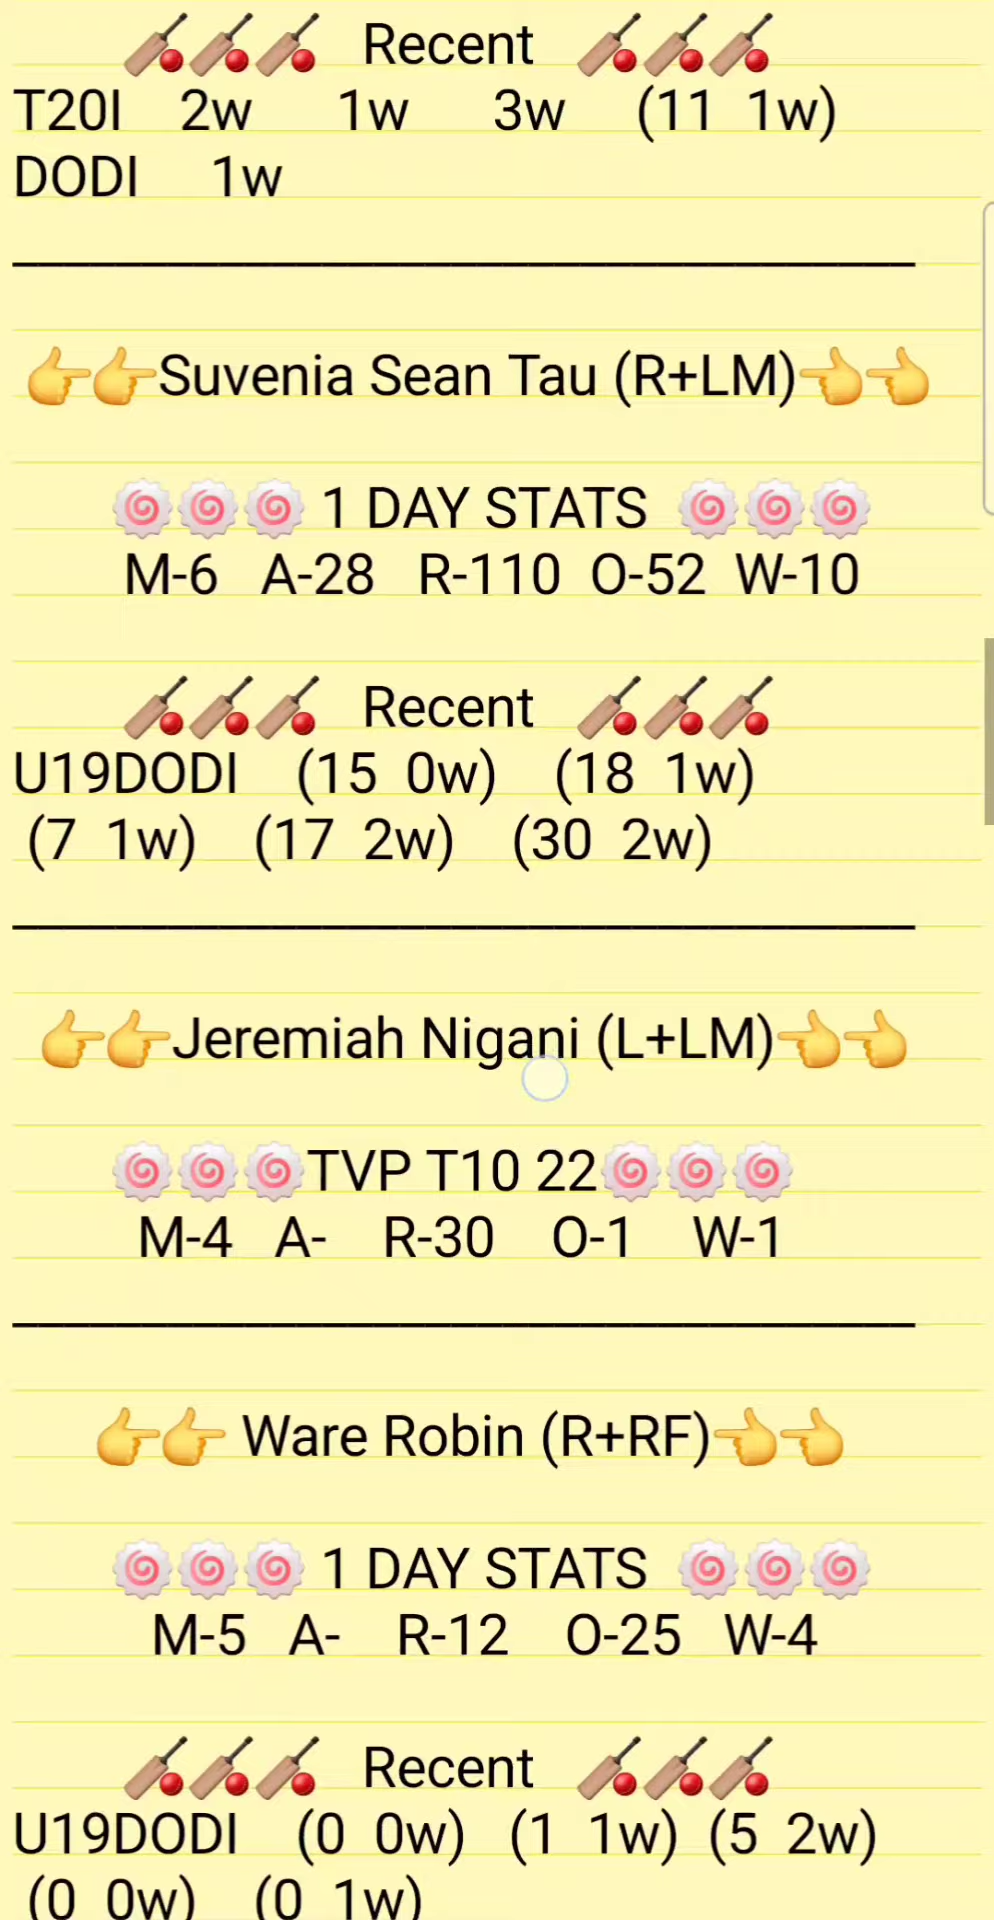 Recent
T20I 2w 1w 3w (11 1w)
DODI 1w
Suvenia Sean Tau (R+LM)
1 DAY STATS
M-6 A-28 R-110 O-52 W-10
Recent
U19DODI (15 0w) (18 1w)
(7 1w) (17 2w) (30 2w)
Jeremiah Nigani (L+LM)
TVP T10 22
M-4 A- R-30 O-1 W-1
Ware Robin (R+RF)
1 DAY STATS
M-5 A- R-12 O-25 W-4
Recent
U19DODI (0 0w) (1 1w) (5 2w)
(0 0w) (0 1w)